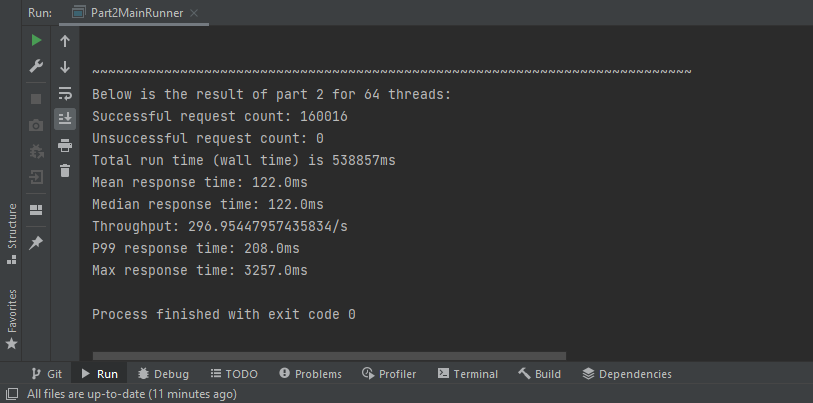 Run:
Part2MainRunner
~~~~~~~~~~~~~~~~~~~~~~~~~~~~~~~~~~~~~~~~~~~~~~~~~~~~~~~~~~~~~~~~~~~~~~~~~~~
Below is the result of part 2 for 64 threads:
Successful request count: 160016
Unsuccessful request count: 0
Total run time (wall time) is 538857ms
Mean response time: 122.0ms
Median response time: 122.0ms
Throughput: 296.95447957435834/s
P99 response time: 208.0ms
Max response time: 3257.0ms
Process finished with exit code 0
Structure
Favorites
Git Run Debug TODO Problems Profiler Terminal Build Dependencies
All files are up-to-date (11 minutes ago)